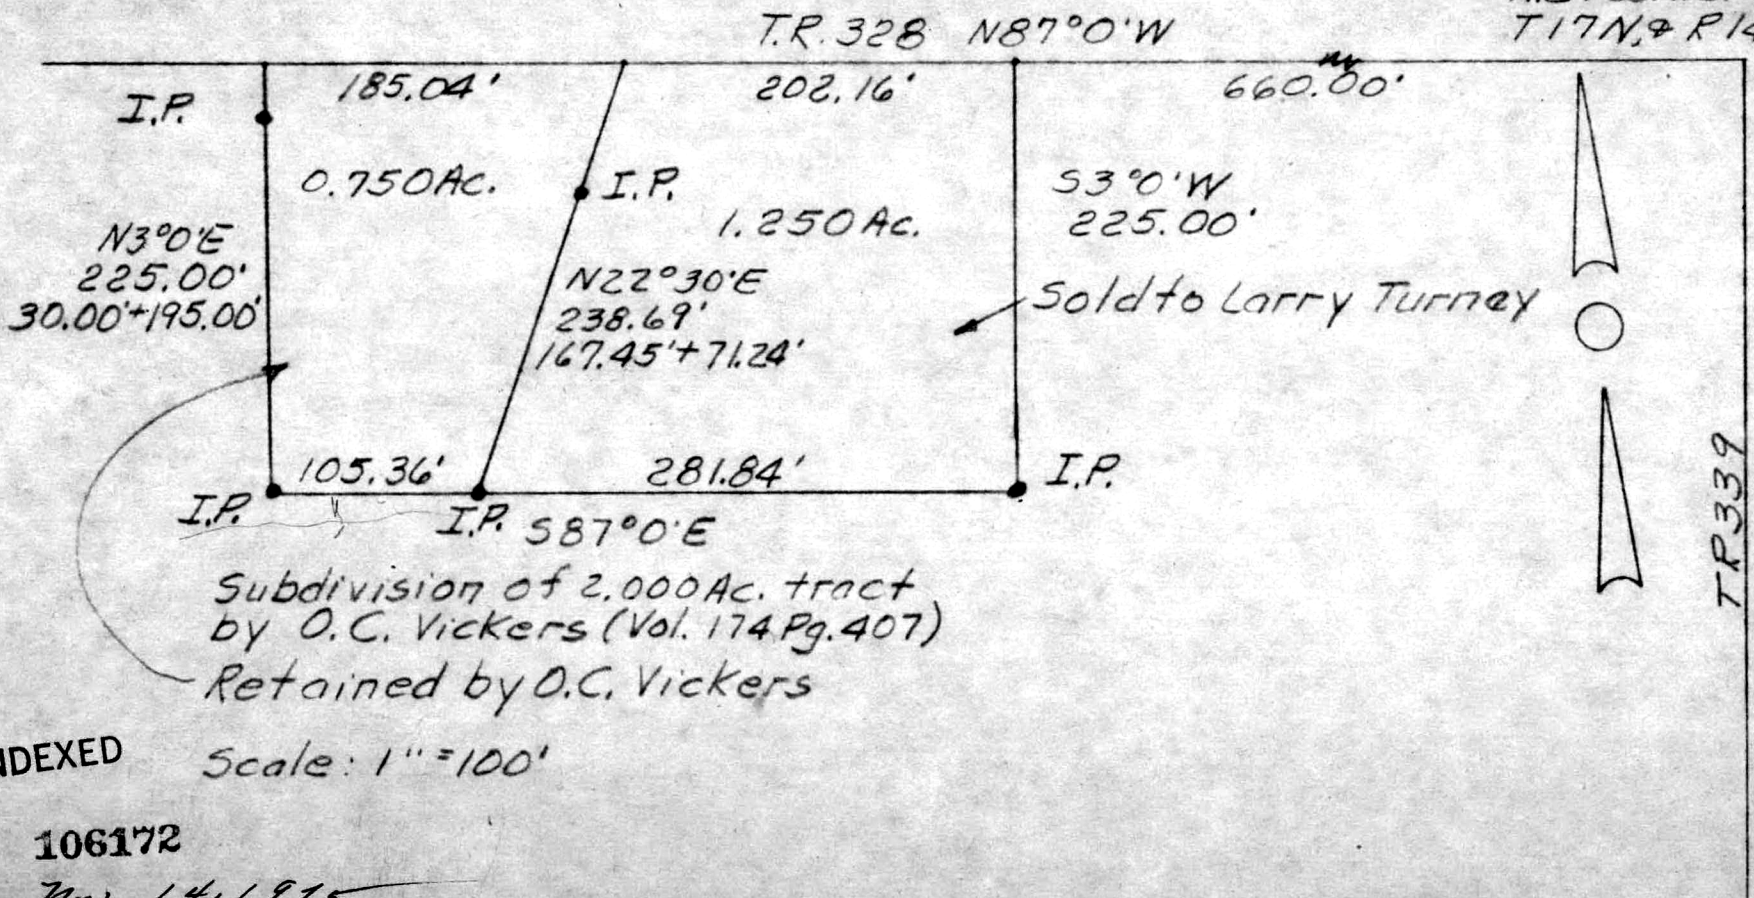 T.R. 328 N87°0'W
T17N,& R14
185.04'
202.16'
660.00'
I.P.
0.750Ac.
I.P.
1.250Ac.
S3°0'W
225.00'
N3°0'E
225.00'
30.00'+195.00'
N22°30'E
238.69'
167.45'+71.24'
Sold to Larry Turney
105.36'
281.84'
I.P.
I.P.
I.P.
S87°0'E
TR339
Subdivision of 2.000Ac. tract
by O.C. Vickers (Vol. 174,Pg.407)
Retained by O.C. Vickers
Scale: 1"=100'
NDEXED
106172